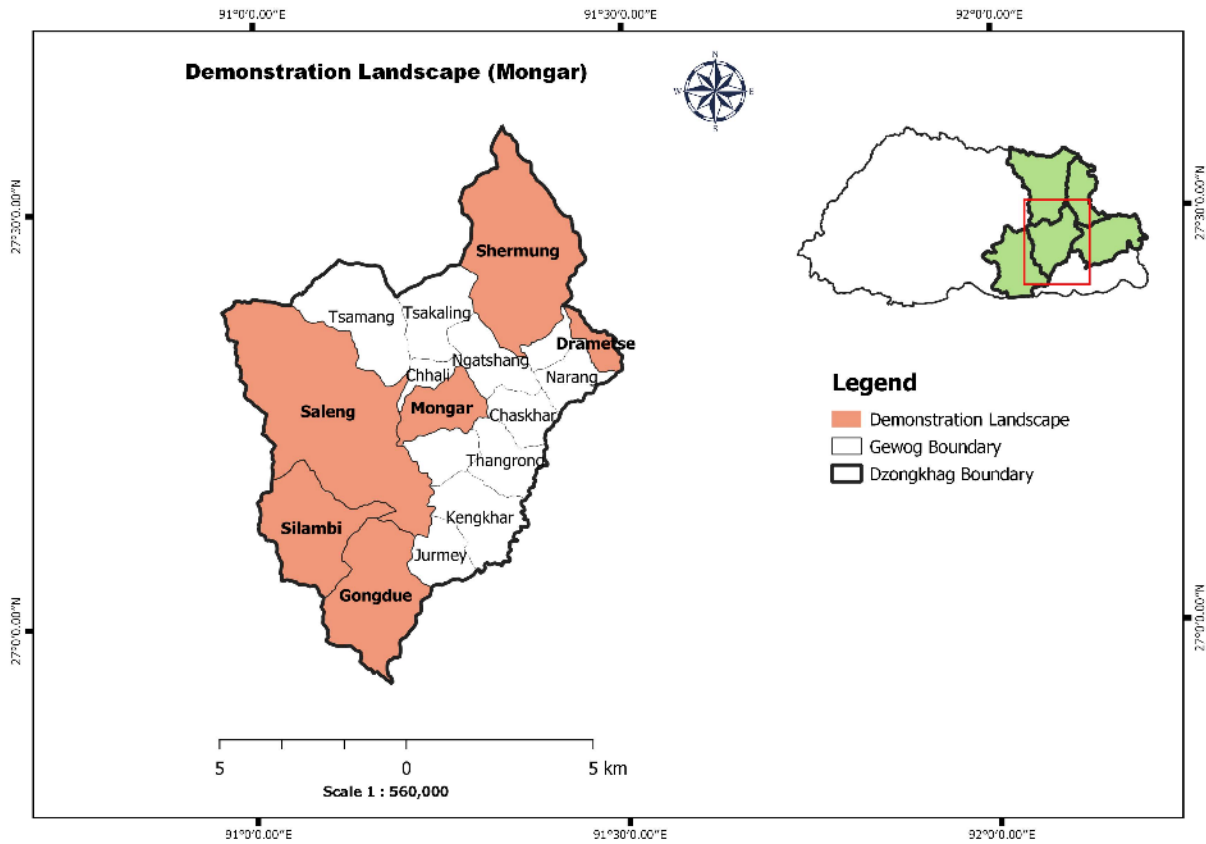 91°0'0.00"E
91°30'0.00"E
92°0'0.00"E
Demonstration Landscape (Mongar)
N
W
E
S
27°30'0.00"N
27°30'0.00"N
Shermung
Tsamang
Tsakaling
Drametse
Ngatshang
Chhali
Narang
Saleng
Mongar
Chaskhar
Thangrong
Silambi
Kengkhar
Jurmey
Gongdue
Legend
Demonstration Landscape
Gewog Boundary
Dzongkhag Boundary
27°0'0.00"N
27°0'0.00"N
5 0 5 km
Scale 1 : 560,000
91°0'0.00"E
91°30'0.00"E
92°0'0.00"E